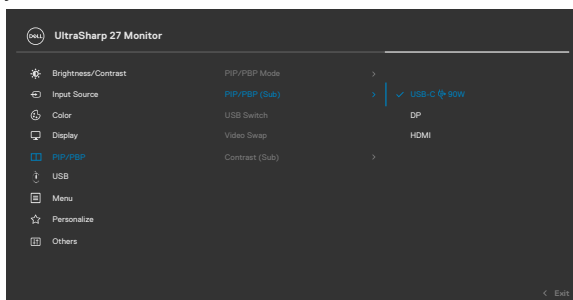 DELL UltraSharp 27 Monitor
Brightness/Contrast PIP/PBP Mode >
Input Source PIP/PBP (Sub) > ✓ USB-C 90W
Color USB Switch DP
Display Video Swap HDMI
PIP/PBP Contrast (Sub) >
USB
Menu
Personalize
Others
< Exit